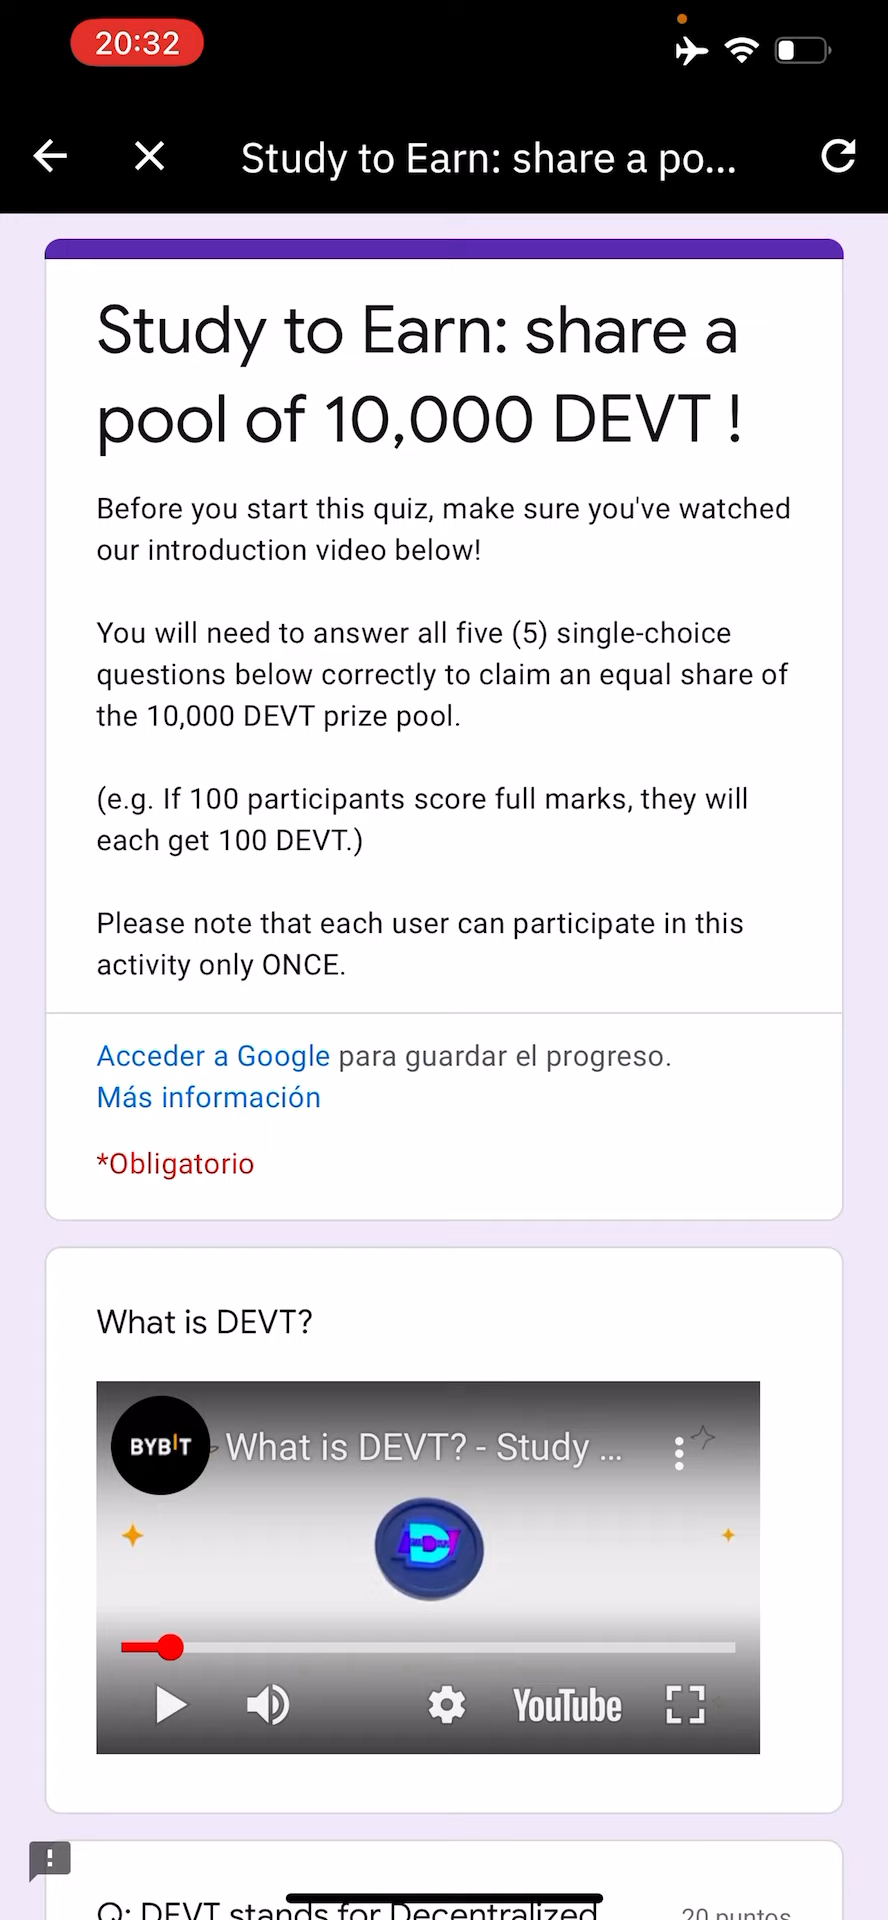 20:32
Study to Earn: share a po...
Study to Earn: share a
pool of 10,000 DEVT !
Before you start this quiz, make sure you've watched
our introduction video below!
You will need to answer all five (5) single-choice
questions below correctly to claim an equal share of
the 10,000 DEVT prize pool.
(e.g. If 100 participants score full marks, they will
each get 100 DEVT.)
Please note that each user can participate in this
activity only ONCE.
Acceder a Google para guardar el progreso.
Más información
*Obligatorio
What is DEVT?
BYBIT What is DEVT? - Study ...
YouTube
Q: DEVT stands for Decentralized 20 puntos